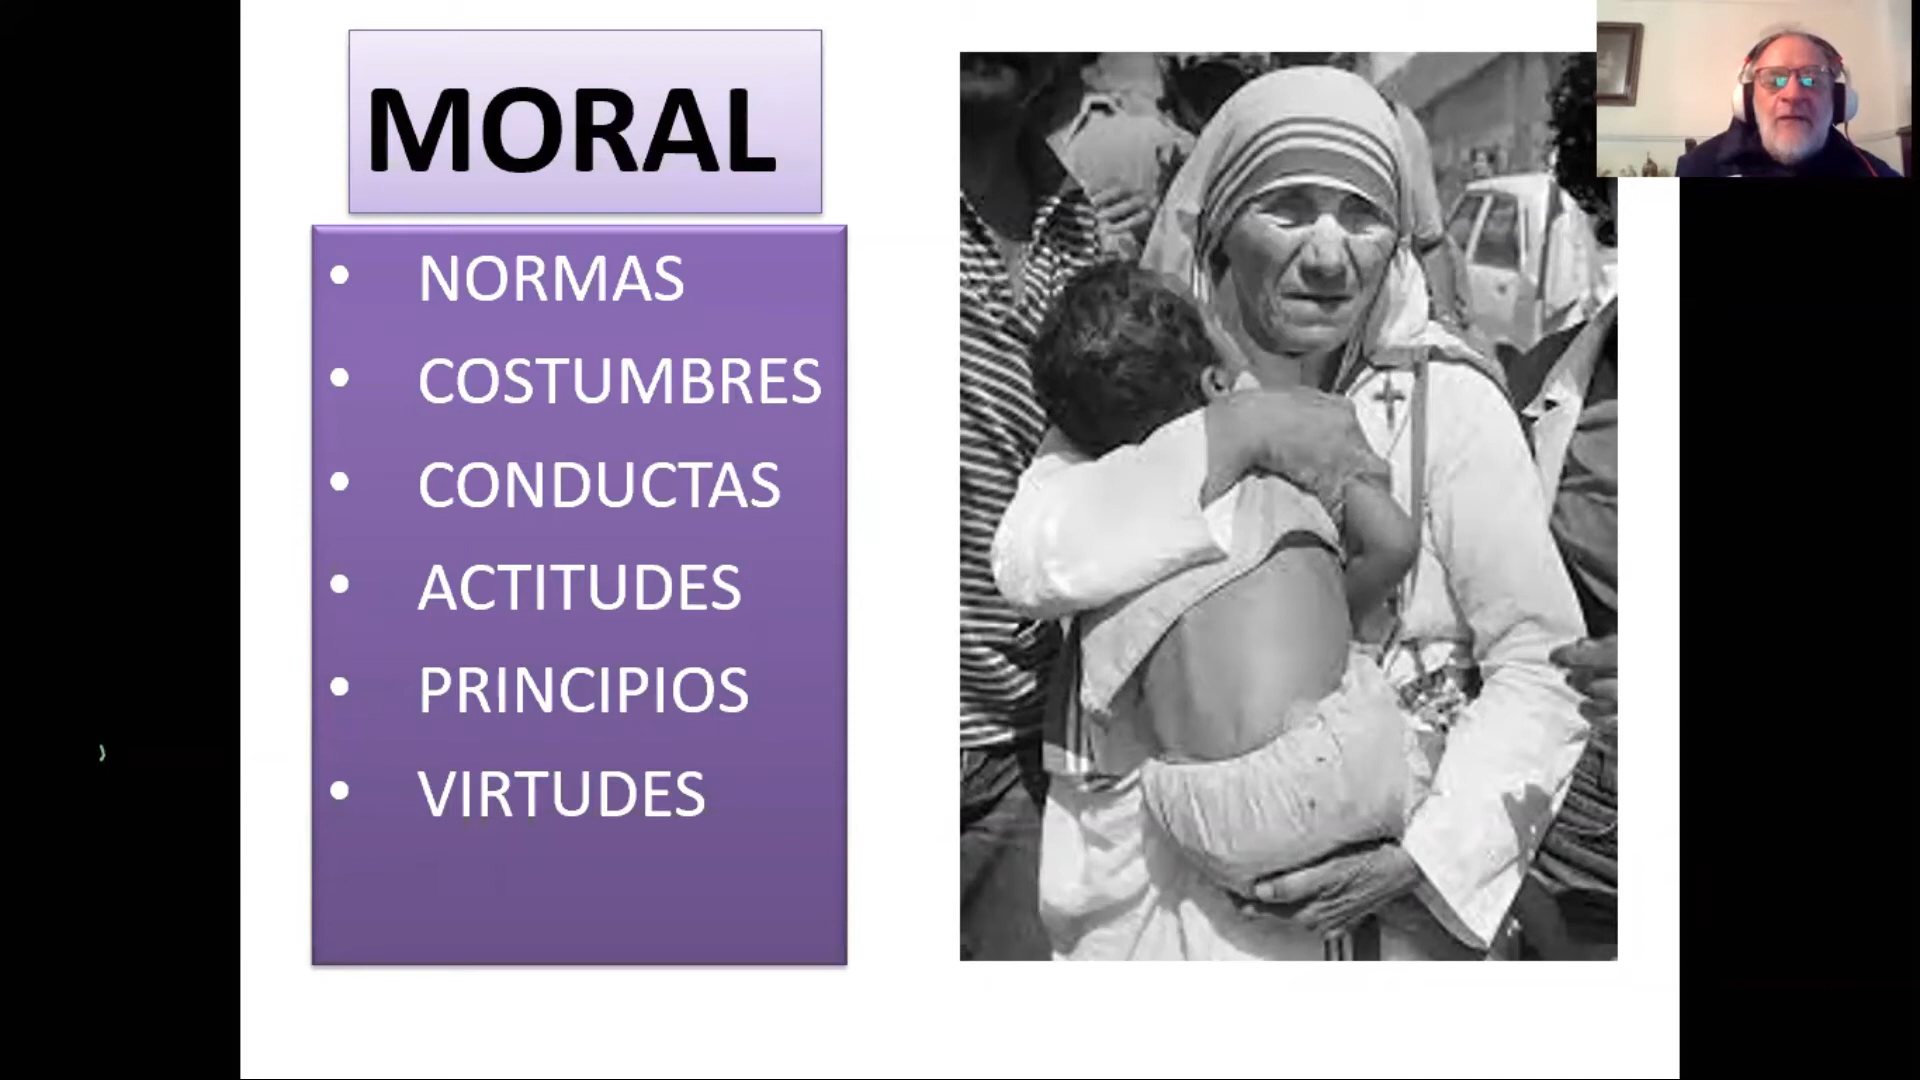 MORAL
• NORMAS
• COSTUMBRES
• CONDUCTAS
• ACTITUDES
• PRINCIPIOS
• VIRTUDES